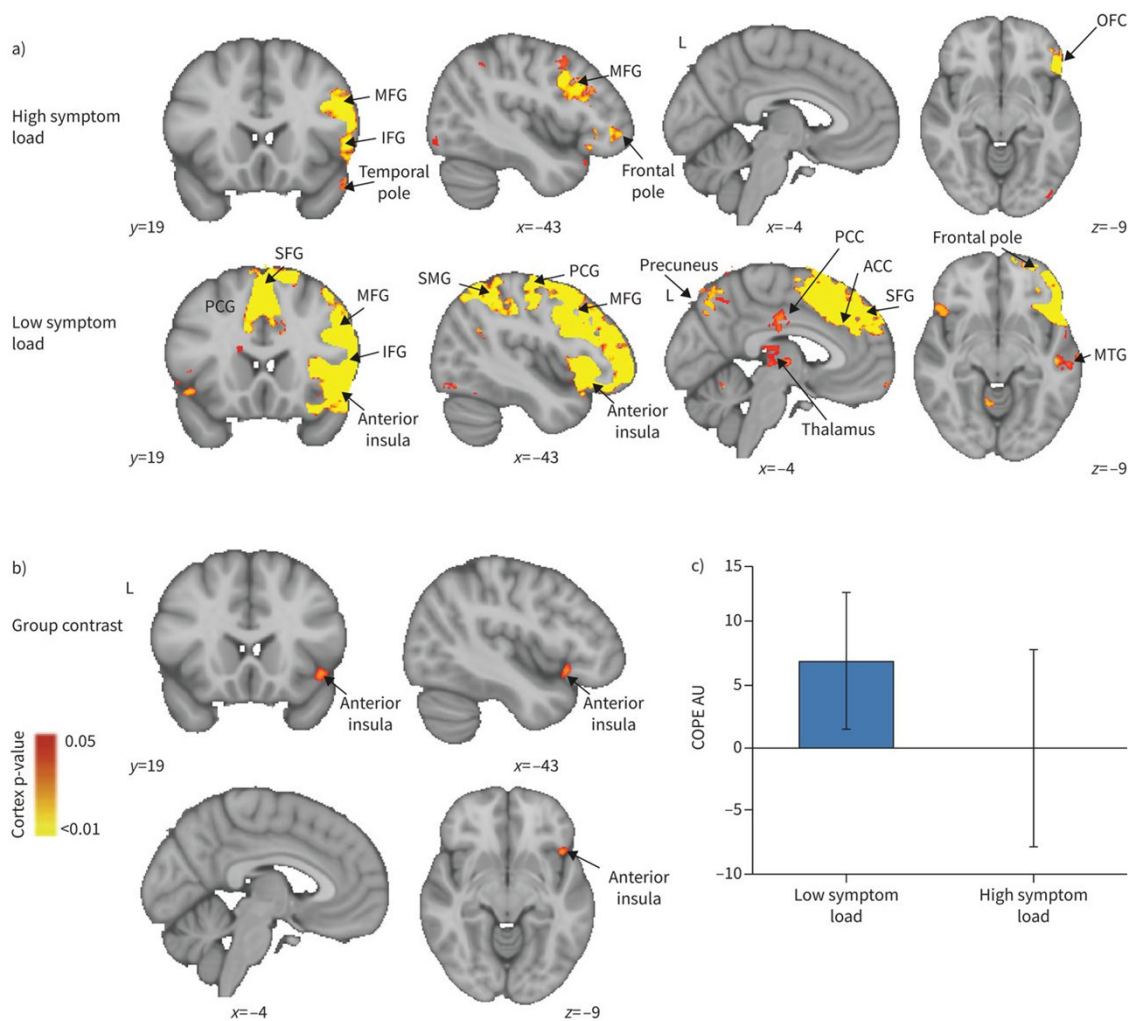 a)
High symptom
load
MFG
IFG
Temporal
pole
y=19
MFG
Frontal
pole
x=–43
L
x=–4
OFC
z=–9
Low symptom
load
SFG
PCG
MFG
IFG
Anterior
insula
y=19
SMG
PCG
MFG
Anterior
insula
x=–43
Precuneus
L
PCC
ACC
SFG
Thalamus
x=–4
Frontal pole
MTG
z=–9
b)
L
Group contrast
Anterior
insula
y=19
Anterior
insula
x=–43
Cortex p-value
0.05
<0.01
x=–4
Anterior
insula
z=–9
c)
COPE AU
15
10
5
0
–5
–10
Low symptom
load
High symptom
load